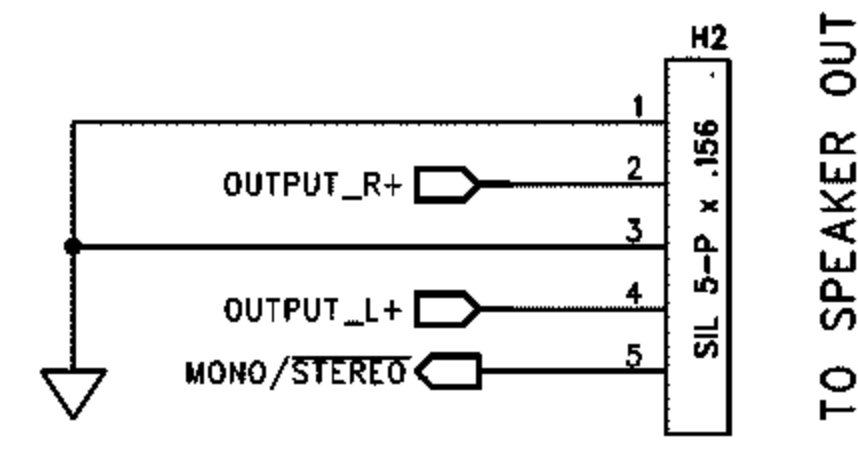 H2
1
OUTPUT_R+ 2
3
OUTPUT_L+ 4
MONO/STEREO 5
SIL 5-P x .156
TO SPEAKER OUT